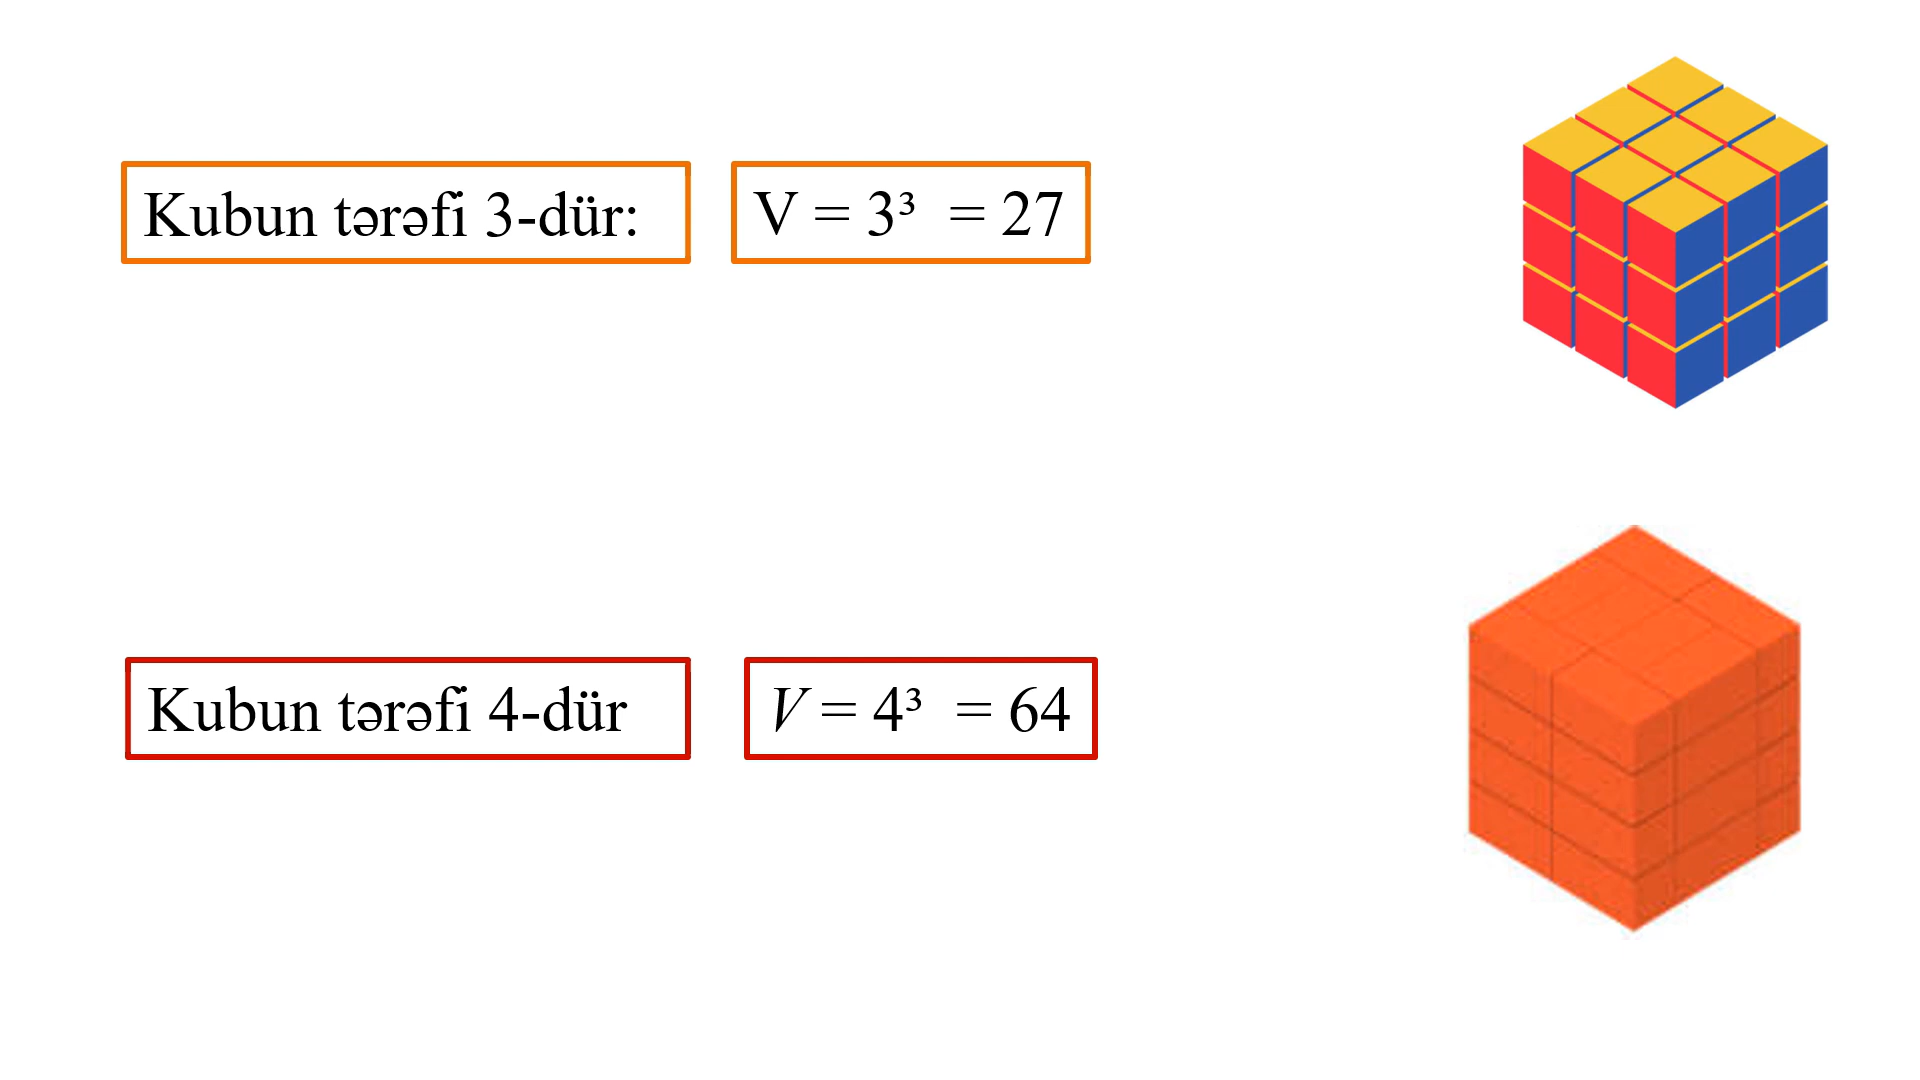 Kubun tərəfi 3-dür:
V = 3³ = 27
Kubun tərəfi 4-dür
V = 4³ = 64